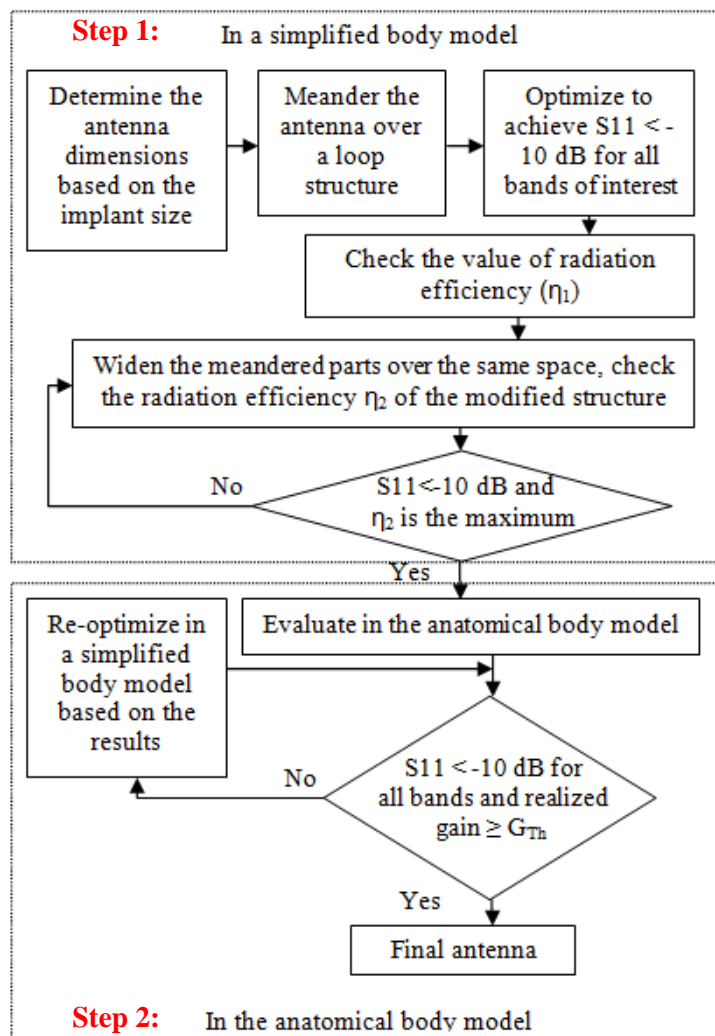 Step 1: In a simplified body model
Determine the
antenna
dimensions
based on the
implant size
Meander the
antenna over
a loop
structure
Optimize to
achieve S11 < -
10 dB for all
bands of interest
Check the value of radiation
efficiency (η₁)
Widen the meandered parts over the same space, check
the radiation efficiency η₂ of the modified structure
S11<-10 dB and
η₂ is the maximum
No
Yes
Evaluate in the anatomical body model
Re-optimize in
a simplified
body model
based on the
results
S11 < -10 dB for
all bands and realized
gain ≥ G_Th
No
Yes
Final antenna
Step 2: In the anatomical body model